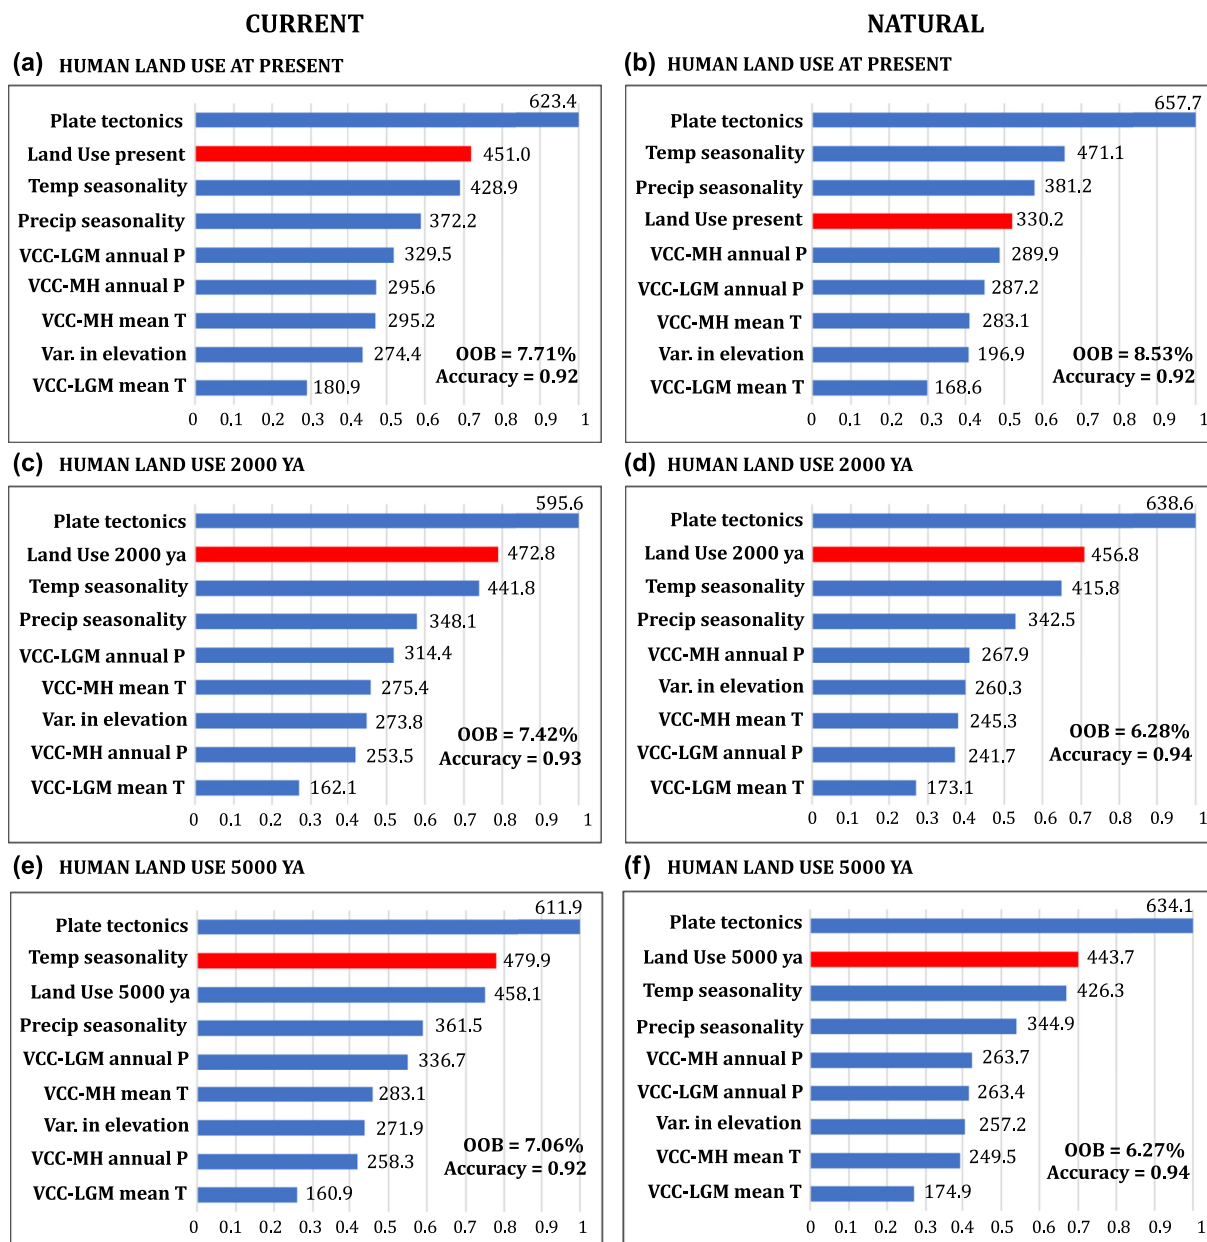 CURRENT
NATURAL
(a) HUMAN LAND USE AT PRESENT
Plate tectonics 623.4
Land Use present 451.0
Temp seasonality 428.9
Precip seasonality 372.2
VCC-LGM annual P 329.5
VCC-MH annual P 295.6
VCC-MH mean T 295.2
Var. in elevation 274.4
VCC-LGM mean T 180.9
OOB = 7.71%
Accuracy = 0.92
0 0.1 0.2 0.3 0.4 0.5 0.6 0.7 0.8 0.9 1
(b) HUMAN LAND USE AT PRESENT
Plate tectonics 657.7
Temp seasonality 471.1
Precip seasonality 381.2
Land Use present 330.2
VCC-MH annual P 289.9
VCC-LGM annual P 287.2
VCC-MH mean T 283.1
Var. in elevation 196.9
VCC-LGM mean T 168.6
OOB = 8.53%
Accuracy = 0.92
0 0.1 0.2 0.3 0.4 0.5 0.6 0.7 0.8 0.9 1
(c) HUMAN LAND USE 2000 YA
Plate tectonics 595.6
Land Use 2000 ya 472.8
Temp seasonality 441.8
Precip seasonality 348.1
VCC-LGM annual P 314.4
VCC-MH mean T 275.4
Var. in elevation 273.8
VCC-MH annual P 253.5
VCC-LGM mean T 162.1
OOB = 7.42%
Accuracy = 0.93
0 0.1 0.2 0.3 0.4 0.5 0.6 0.7 0.8 0.9 1
(d) HUMAN LAND USE 2000 YA
Plate tectonics 638.6
Land Use 2000 ya 456.8
Temp seasonality 415.8
Precip seasonality 342.5
VCC-MH annual P 267.9
Var. in elevation 260.3
VCC-MH mean T 245.3
VCC-LGM annual P 241.7
VCC-LGM mean T 173.1
OOB = 6.28%
Accuracy = 0.94
0 0.1 0.2 0.3 0.4 0.5 0.6 0.7 0.8 0.9 1
(e) HUMAN LAND USE 5000 YA
Plate tectonics 611.9
Temp seasonality 479.9
Land Use 5000 ya 458.1
Precip seasonality 361.5
VCC-LGM annual P 336.7
VCC-MH mean T 283.1
Var. in elevation 271.9
VCC-MH annual P 258.3
VCC-LGM mean T 160.9
OOB = 7.06%
Accuracy = 0.92
0 0.1 0.2 0.3 0.4 0.5 0.6 0.7 0.8 0.9 1
(f) HUMAN LAND USE 5000 YA
Plate tectonics 634.1
Land Use 5000 ya 443.7
Temp seasonality 426.3
Precip seasonality 344.9
VCC-MH annual P 263.7
VCC-LGM annual P 263.4
Var. in elevation 257.2
VCC-MH mean T 249.5
VCC-LGM mean T 174.9
OOB = 6.27%
Accuracy = 0.94
0 0.1 0.2 0.3 0.4 0.5 0.6 0.7 0.8 0.9 1